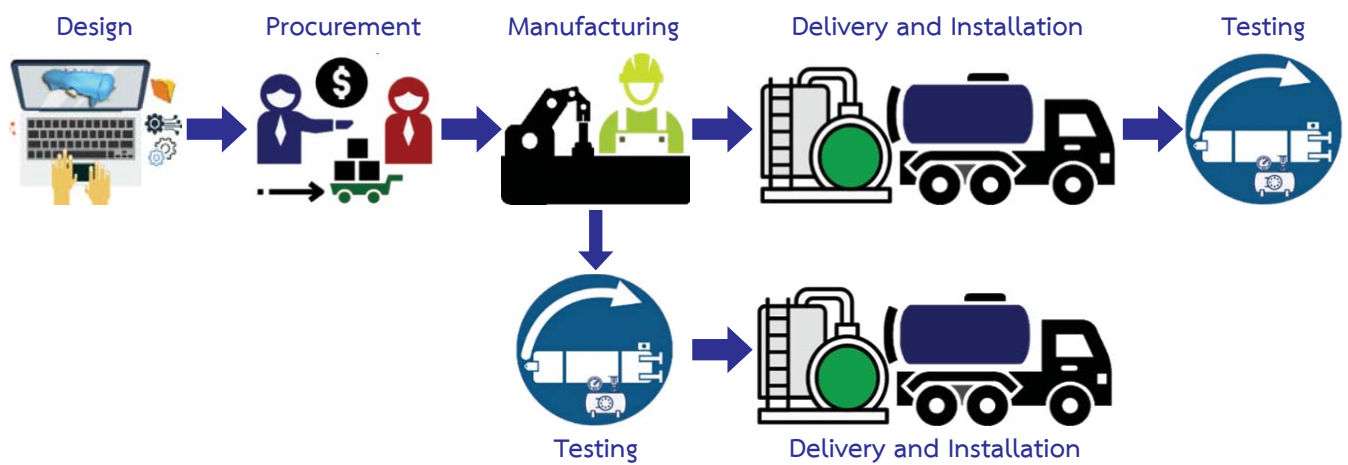 Design
Procurement
Manufacturing
Delivery and Installation
Testing
$
Testing
Delivery and Installation